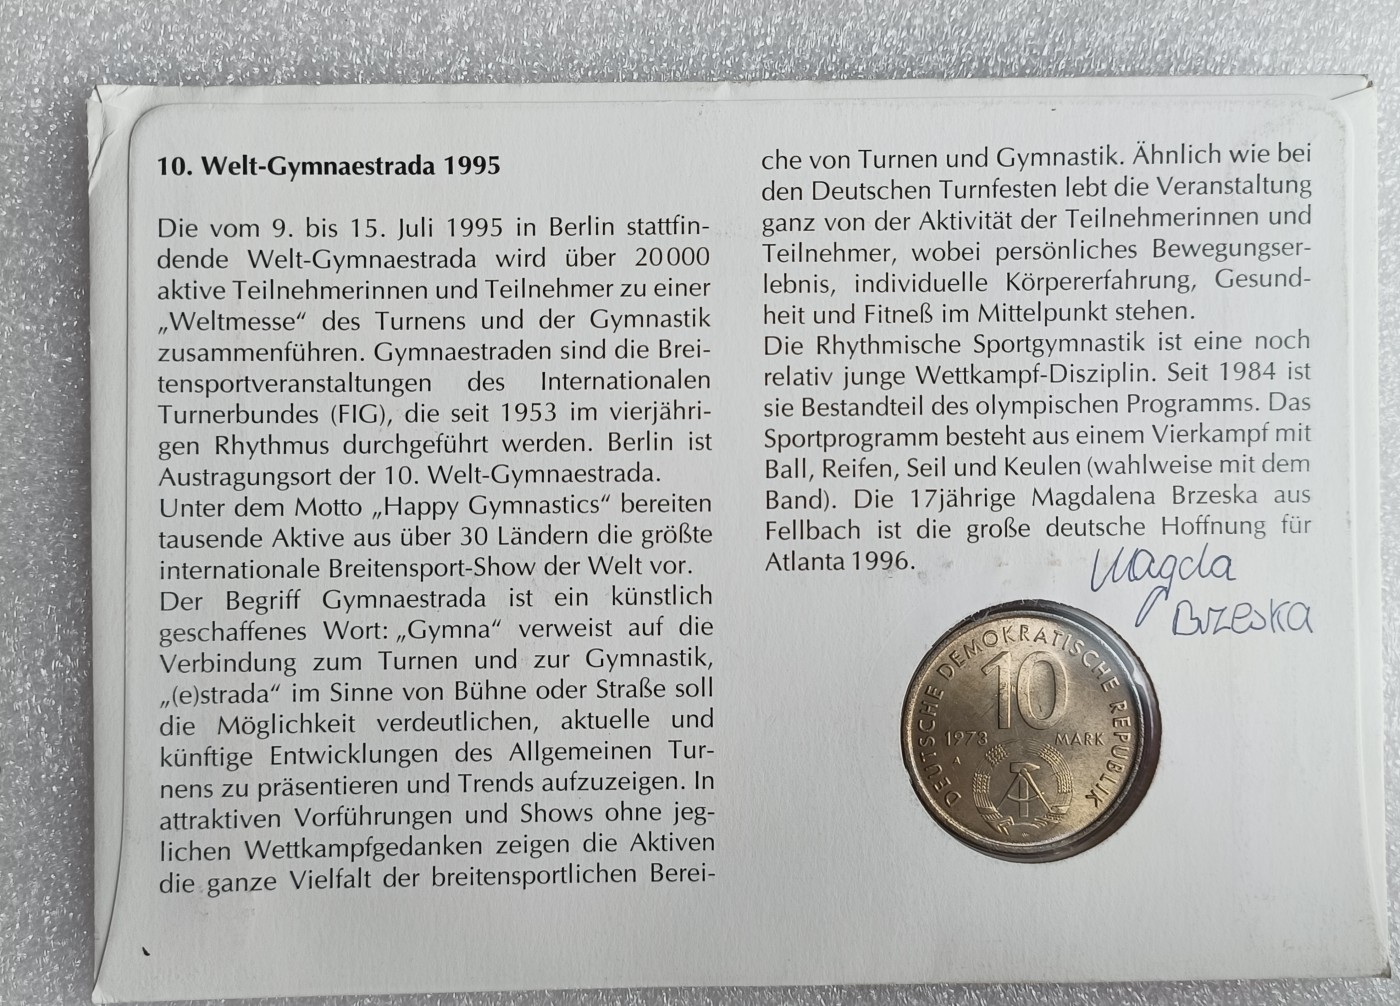 10. Welt-Gymnaestrada 1995
Die vom 9. bis 15. Juli 1995 in Berlin stattfin-
dende Welt-Gymnaestrada wird über 20000
aktive Teilnehmerinnen und Teilnehmer zu einer
„Weltmesse“ des Turnens und der Gymnastik
zusammenführen. Gymnaestraden sind die Brei-
tensportveranstaltungen des Internationalen
Turnerbundes (FIG), die seit 1953 im vierjähri-
gen Rhythmus durchgeführt werden. Berlin ist
Austragungsort der 10. Welt-Gymnaestrada.
Unter dem Motto „Happy Gymnastics“ bereiten
tausende Aktive aus über 30 Ländern die größte
internationale Breitensport-Show der Welt vor.
Der Begriff Gymnaestrada ist ein künstlich
geschaffenes Wort: „Gymna“ verweist auf die
Verbindung zum Turnen und zur Gymnastik,
„(e)strada“ im Sinne von Bühne oder Straße soll
die Möglichkeit verdeutlichen, aktuelle und
künftige Entwicklungen des Allgemeinen Tur-
nens zu präsentieren und Trends aufzuzeigen. In
attraktiven Vorführungen und Shows ohne jeg-
lichen Wettkampfgedanken zeigen die Aktiven
die ganze Vielfalt der breitensportlichen Berei-
che von Turnen und Gymnastik. Ähnlich wie bei
den Deutschen Turnfesten lebt die Veranstaltung
ganz von der Aktivität der Teilnehmerinnen und
Teilnehmer, wobei persönliches Bewegungser-
lebnis, individuelle Körpererfahrung, Gesund-
heit und Fitneß im Mittelpunkt stehen.
Die Rhythmische Sportgymnastik ist eine noch
relativ junge Wettkampf-Disziplin. Seit 1984 ist
sie Bestandteil des olympischen Programms. Das
Sportprogramm besteht aus einem Vierkampf mit
Ball, Reifen, Seil und Keulen (wahlweise mit dem
Band). Die 17jährige Magdalena Brzeska aus
Fellbach ist die große deutsche Hoffnung für
Atlanta 1996.
Magda
Brzeska
DEUTSCHE DEMOKRATISCHE REPUBLIK
10
1973 MARK
A